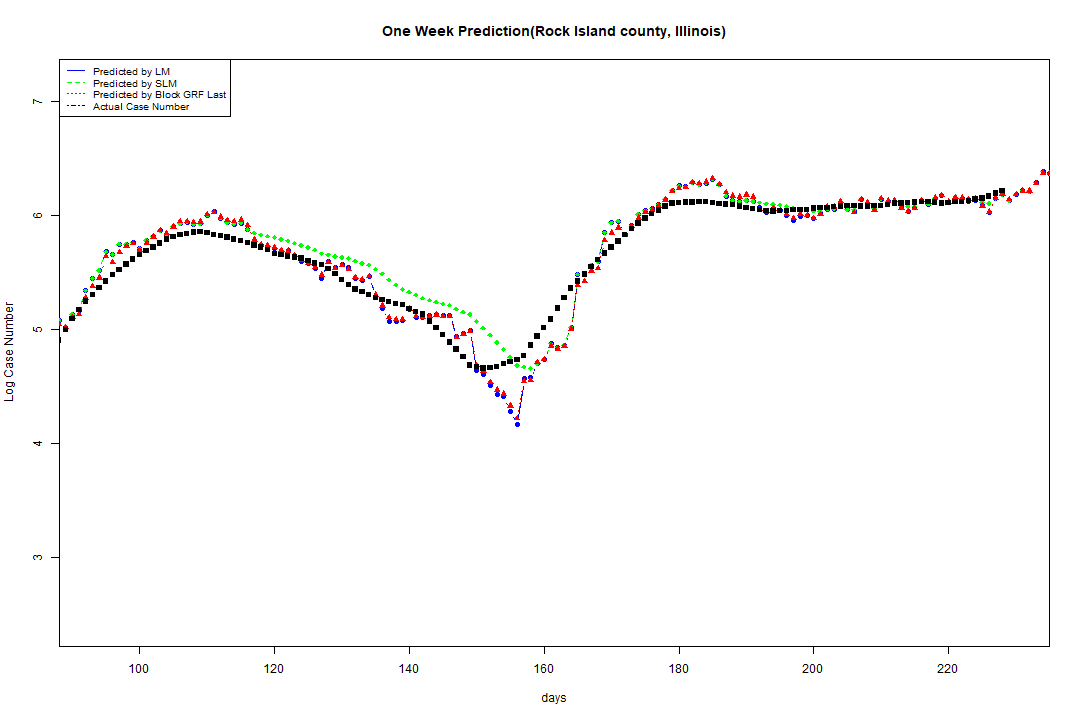 One Week Prediction(Rock Island county, Illinois)
Predicted by LM
Predicted by SLM
Predicted by Block GRF Last
Actual Case Number
7
6
5
4
3
Log Case Number
100 120 140 160 180 200 220
days